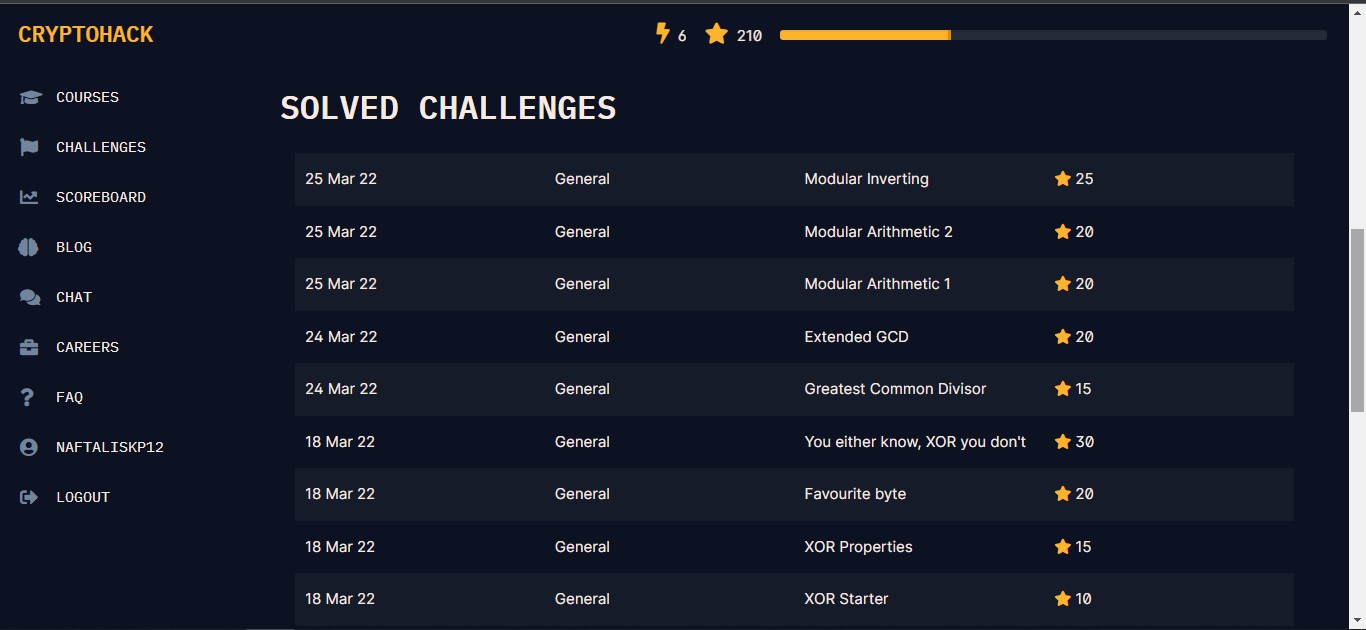 CRYPTOHACK
6 210
COURSES
CHALLENGES
SCOREBOARD
BLOG
CHAT
CAREERS
FAQ
NAFTALISKP12
LOGOUT
SOLVED CHALLENGES
25 Mar 22 General Modular Inverting 25
25 Mar 22 General Modular Arithmetic 2 20
25 Mar 22 General Modular Arithmetic 1 20
24 Mar 22 General Extended GCD 20
24 Mar 22 General Greatest Common Divisor 15
18 Mar 22 General You either know, XOR you don't 30
18 Mar 22 General Favourite byte 20
18 Mar 22 General XOR Properties 15
18 Mar 22 General XOR Starter 10